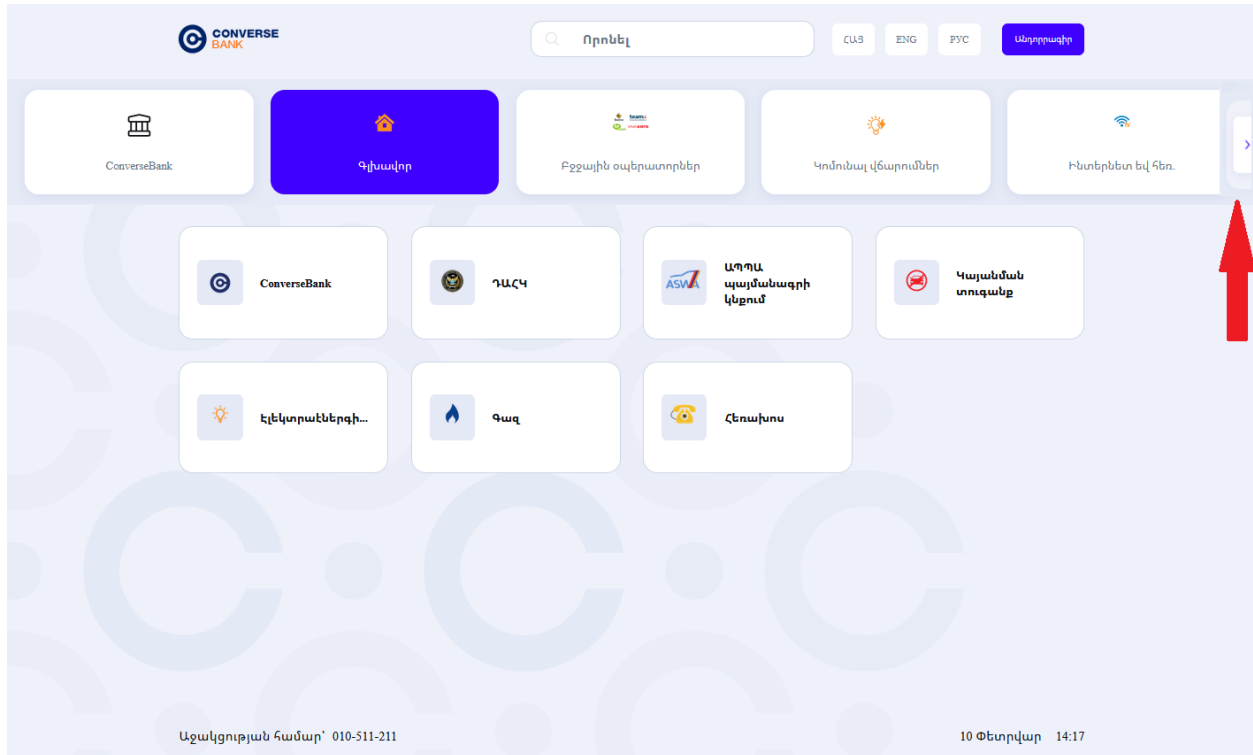 CONVERSE
BANK
Որոնել
ՀԱՅ
ENG
РУС
Անդորրագիր
ConverseBank
Գլխավոր
Բջջային օպերատորներ
Կոմունալ վճարումներ
Ինտերնետ եվ հեռ.
ConverseBank
ԴԱՀԿ
ASWA
ԱՊՊԱ
պայմանագրի
կնքում
Կայանման
տուգանք
Էլեկտրաէներգի...
Գազ
Հեռախոս
Աջակցության համար՝ 010-511-211
10 Փետրվար 14:17